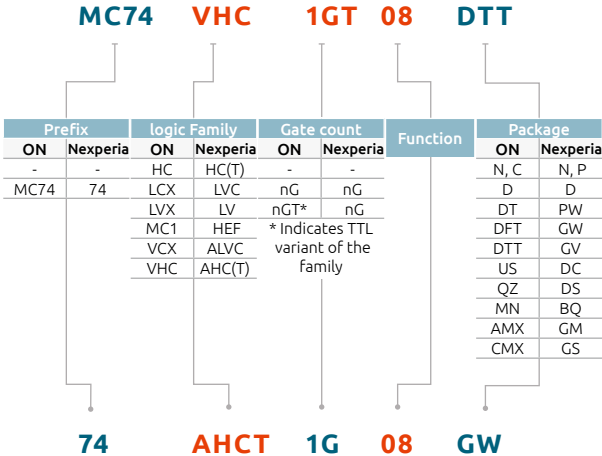 MC74 VHC 1GT 08 DTT
Prefix logic Family Gate count Function Package
ON Nexperia ON Nexperia ON Nexperia ON Nexperia
- - HC HC(T) - - N, C N, P
MC74 74 LCX LVC nG nG D D
LVX LV nGT* nG DT PW
MC1 HEF * Indicates TTL DFT GW
VCX ALVC variant of the DTT GV
VHC AHC(T) family US DC
QZ DS
MN BQ
AMX GM
CMX GS
74 AHCT 1G 08 GW